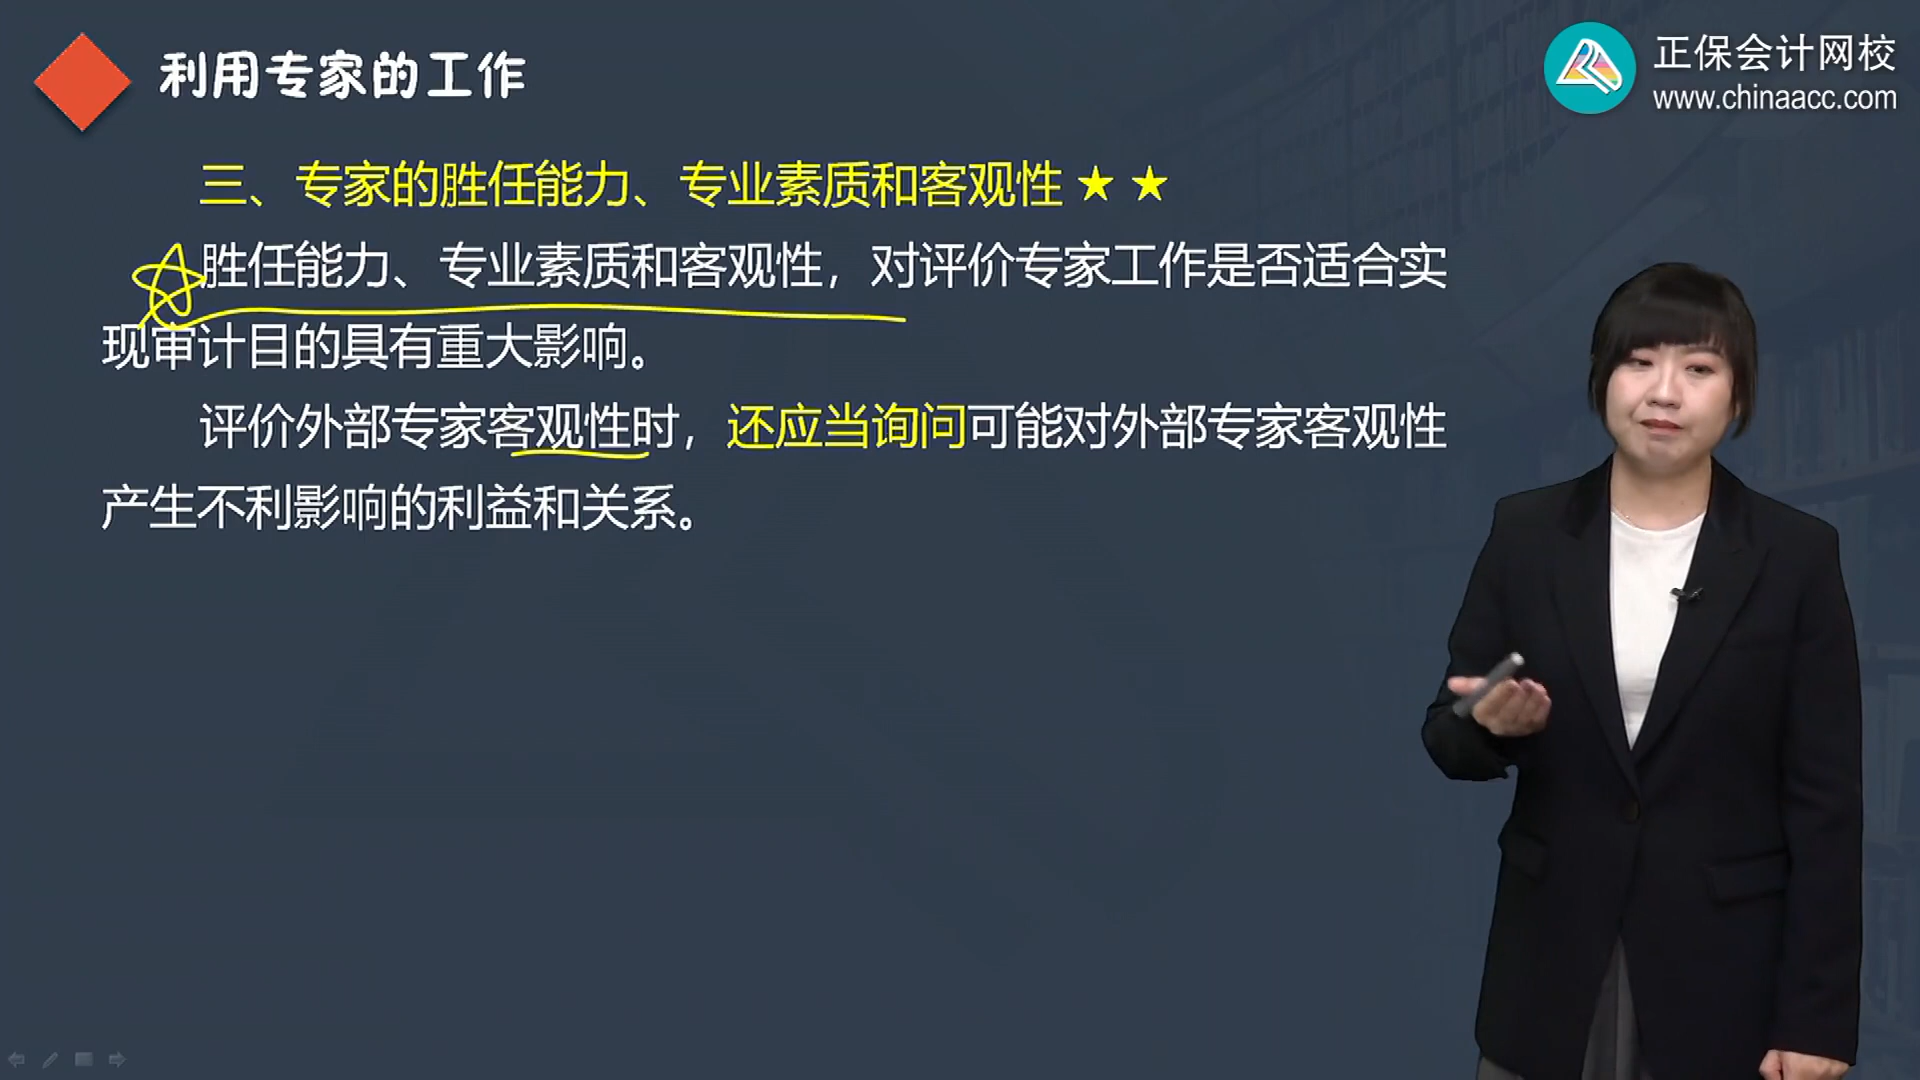 利用专家的工作
正保会计网校
www.chinaacc.com
三、专家的胜任能力、专业素质和客观性★ ★
胜任能力、专业素质和客观性，对评价专家工作是否适合实
现审计目的具有重大影响。
评价外部专家客观性时，还应当询问可能对外部专家客观性
产生不利影响的利益和关系。